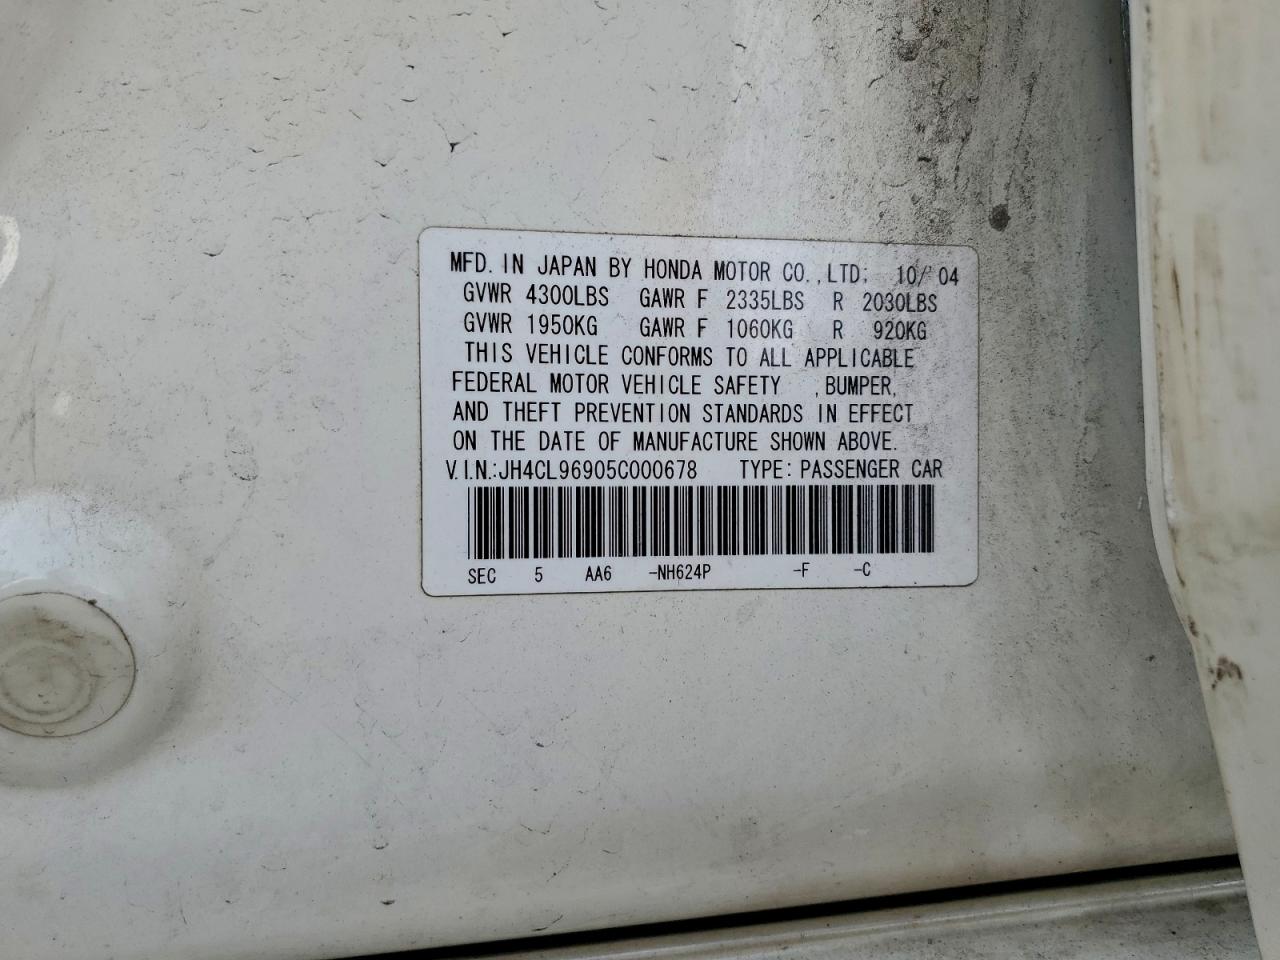 MFD. IN JAPAN BY HONDA MOTOR CO., LTD; 10/ 04
GVWR 4300LBS GAWR F 2335LBS R 2030LBS
GVWR 1950KG GAWR F 1060KG R 920KG
THIS VEHICLE CONFORMS TO ALL APPLICABLE
FEDERAL MOTOR VEHICLE SAFETY , BUMPER,
AND THEFT PREVENTION STANDARDS IN EFFECT
ON THE DATE OF MANUFACTURE SHOWN ABOVE.
V.I.N.:JH4CL96905C000678 TYPE: PASSENGER CAR
SEC 5 AA6 -NH624P -F -C